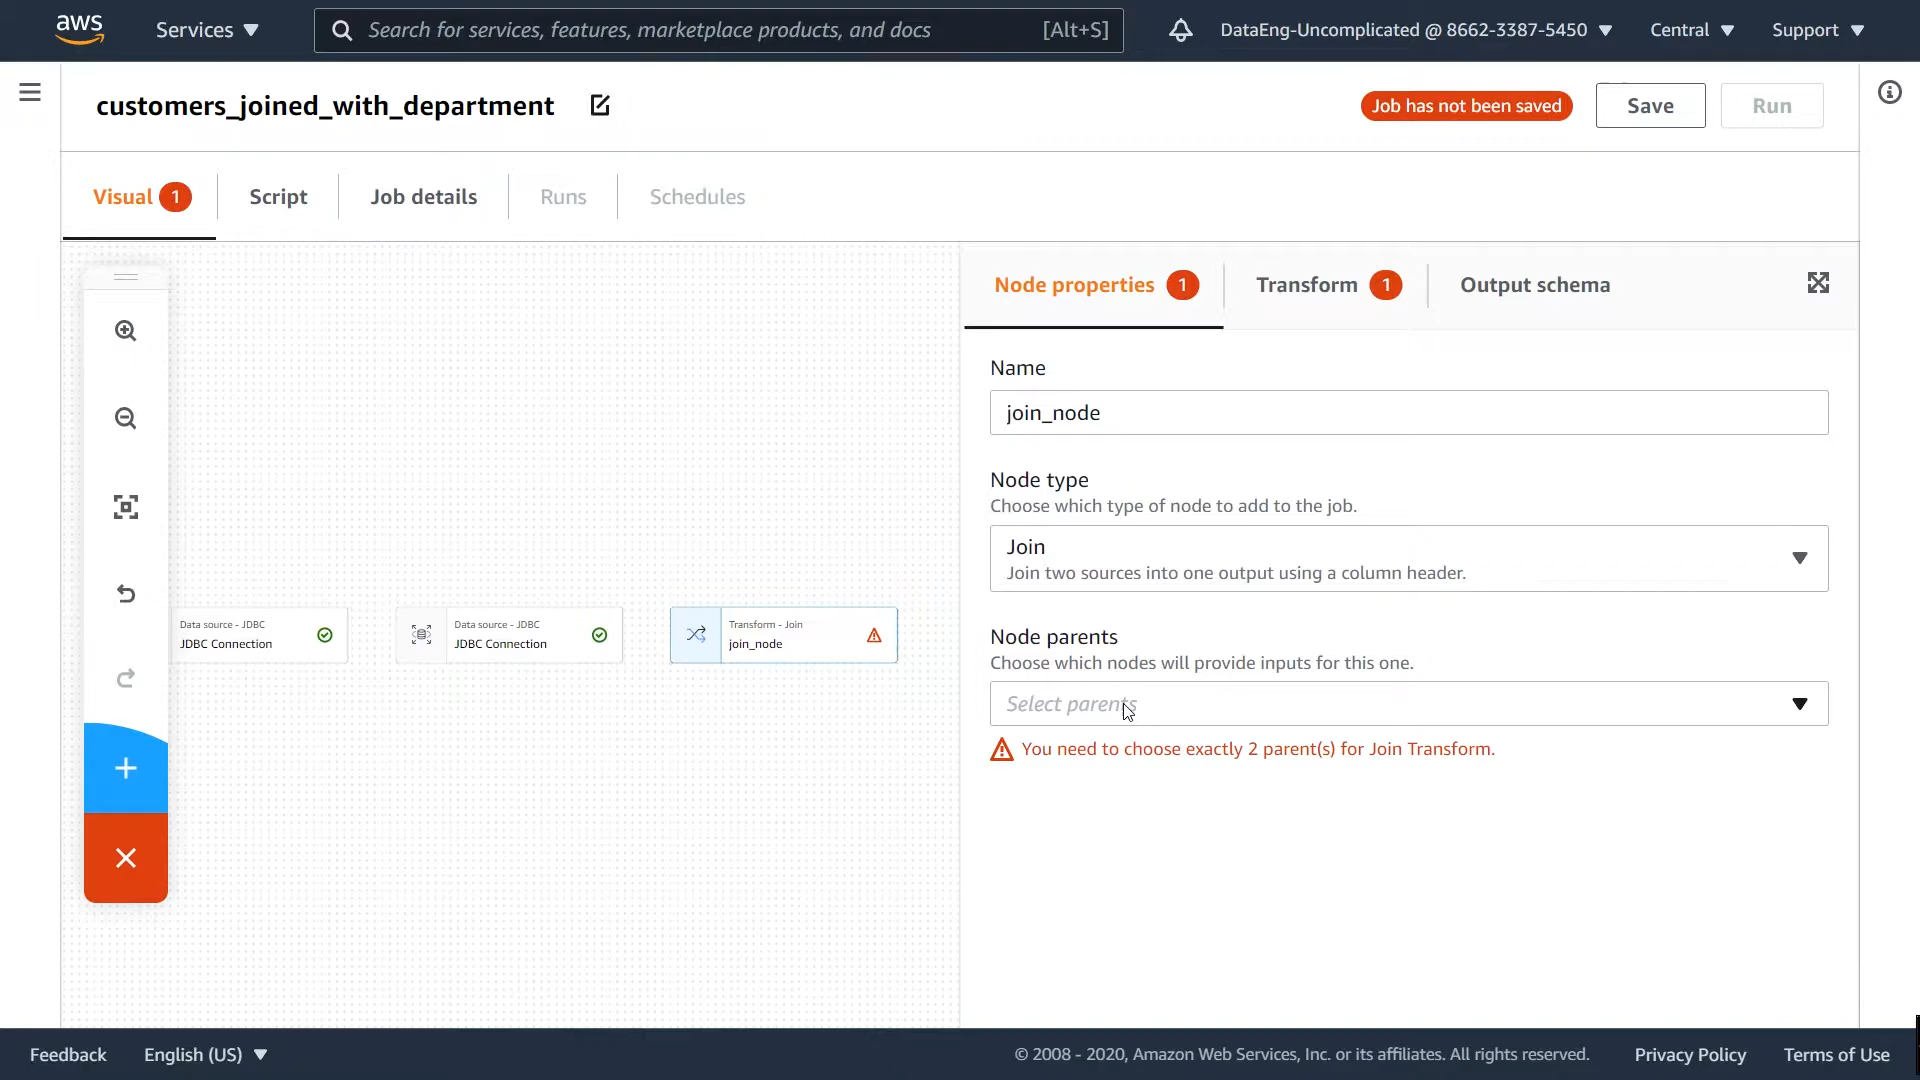 aws
Services
Search for services, features, marketplace products, and docs
[Alt+S]
DataEng-Uncomplicated @ 8662-3387-5450
Central
Support
customers_joined_with_department
Job has not been saved
Save
Run
Visual 1
Script
Job details
Runs
Schedules
Node properties 1
Transform 1
Output schema
Name
join_node
Node type
Choose which type of node to add to the job.
Join
Join two sources into one output using a column header.
Node parents
Choose which nodes will provide inputs for this one.
Select parents
You need to choose exactly 2 parent(s) for Join Transform.
Data source - JDBC
JDBC Connection
Data source - JDBC
JDBC Connection
Transform - Join
join_node
Feedback
English (US)
© 2008 - 2020, Amazon Web Services, Inc. or its affiliates. All rights reserved.
Privacy Policy
Terms of Use